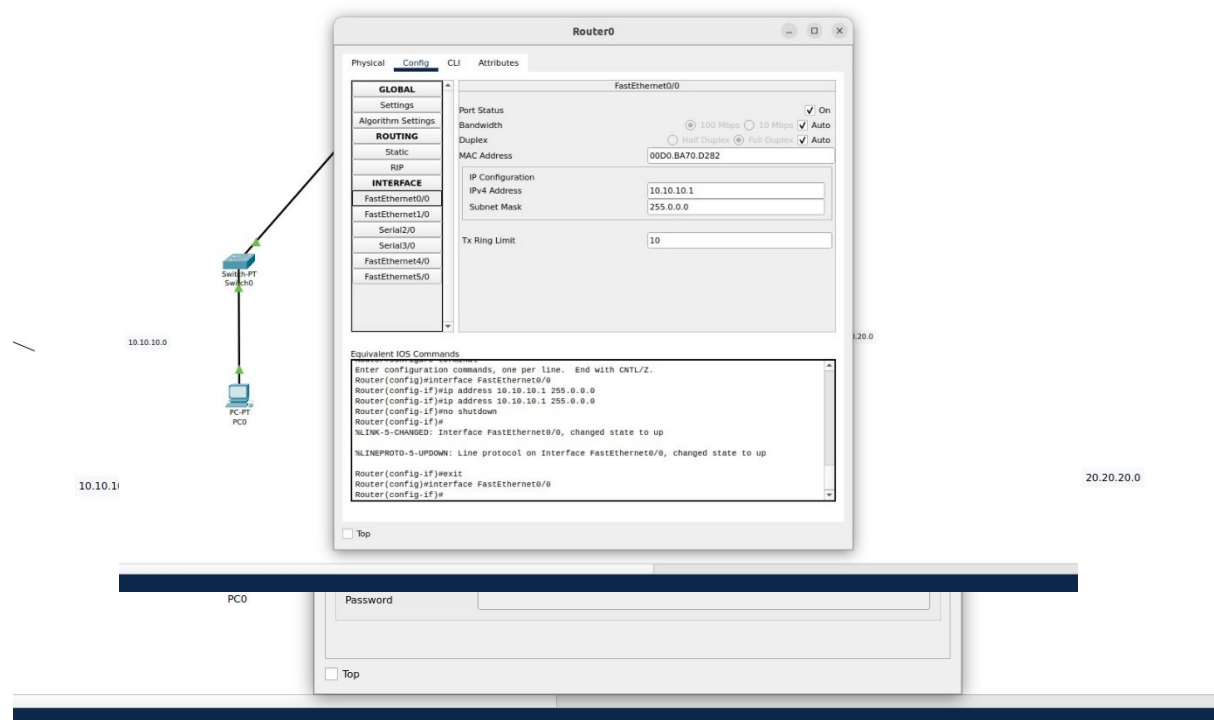 Router0
Physical Config CLI Attributes
GLOBAL
Settings
Algorithm Settings
ROUTING
Static
RIP
INTERFACE
FastEthernet0/0
FastEthernet1/0
Serial2/0
Serial3/0
FastEthernet4/0
FastEthernet5/0
FastEthernet0/0
Port Status On
Bandwidth 100 Mbps 10 Mbps Auto
Duplex Half Duplex Full Duplex Auto
MAC Address 00D0.BA70.D282
IP Configuration
IPv4 Address 10.10.10.1
Subnet Mask 255.0.0.0
Tx Ring Limit 10
Switch-PT
Switch0
10.10.10.0
.20.0
PC-PT
PC0
Equivalent IOS Commands
Enter configuration commands, one per line. End with CNTL/Z.
Router(config)#interface FastEthernet0/0
Router(config-if)#ip address 10.10.10.1 255.0.0.0
Router(config-if)#ip address 10.10.10.1 255.0.0.0
Router(config-if)#no shutdown
Router(config-if)#
%LINK-5-CHANGED: Interface FastEthernet0/0, changed state to up
%LINEPROTO-5-UPDOWN: Line protocol on Interface FastEthernet0/0, changed state to up
Router(config-if)#exit
Router(config)#interface FastEthernet0/0
Router(config-if)#
Top
10.10.1
20.20.20.0
PC0
Password
Top